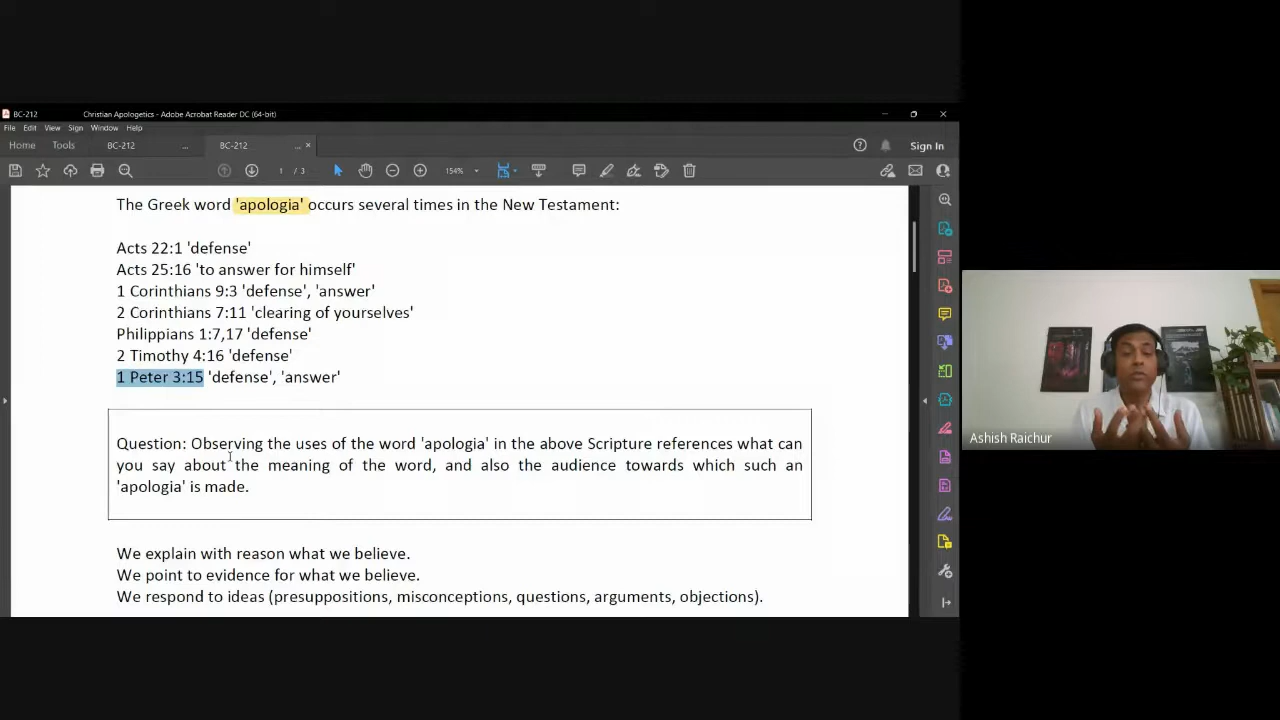 BC-212 Christian Apologetics - Adobe Acrobat Reader DC (64-bit)
File Edit View Sign Window Help
Home Tools BC-212 ... BC-212 ... × Sign In
1 / 3 154%
The Greek word 'apologia' occurs several times in the New Testament:
Acts 22:1 'defense'
Acts 25:16 'to answer for himself'
1 Corinthians 9:3 'defense', 'answer'
2 Corinthians 7:11 'clearing of yourselves'
Philippians 1:7,17 'defense'
2 Timothy 4:16 'defense'
1 Peter 3:15 'defense', 'answer'
Question: Observing the uses of the word 'apologia' in the above Scripture references what can
you say about the meaning of the word, and also the audience towards which such an
'apologia' is made.
We explain with reason what we believe.
We point to evidence for what we believe.
We respond to ideas (presuppositions, misconceptions, questions, arguments, objections).
Ashish Raichur